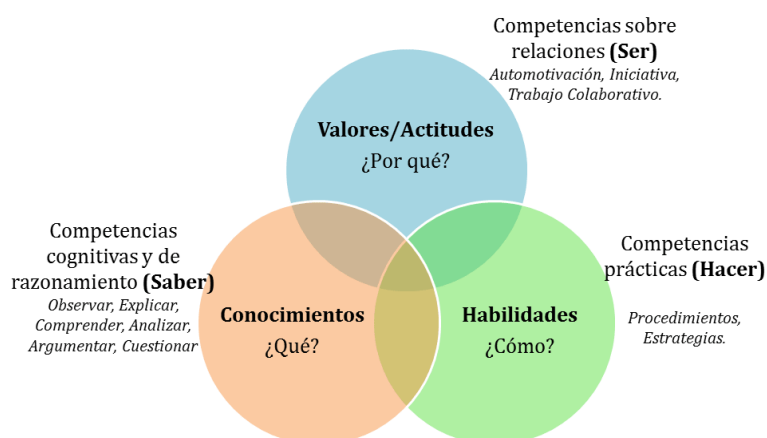 Competencias sobre
relaciones (Ser)
Automotivación, Iniciativa,
Trabajo Colaborativo.
Valores/Actitudes
¿Por qué?
Competencias
cognitivas y de
razonamiento (Saber)
Observar, Explicar,
Comprender, Analizar,
Argumentar, Cuestionar
Conocimientos
¿Qué?
Habilidades
¿Cómo?
Competencias
prácticas (Hacer)
Procedimientos,
Estrategias.